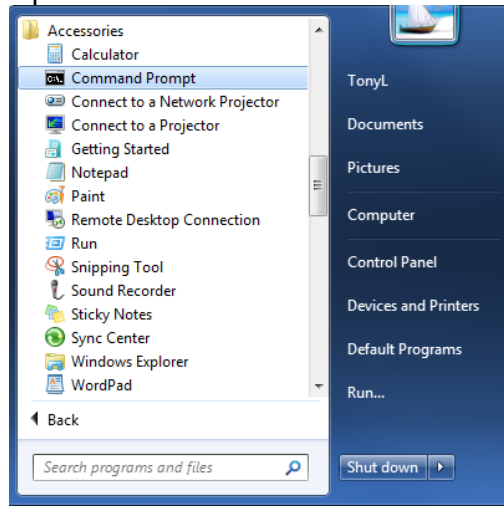 Accessories
Calculator
Command Prompt
Connect to a Network Projector
Connect to a Projector
Getting Started
Notepad
Paint
Remote Desktop Connection
Run
Snipping Tool
Sound Recorder
Sticky Notes
Sync Center
Windows Explorer
WordPad
Back
Search programs and files
TonyL
Documents
Pictures
Computer
Control Panel
Devices and Printers
Default Programs
Run...
Shut down